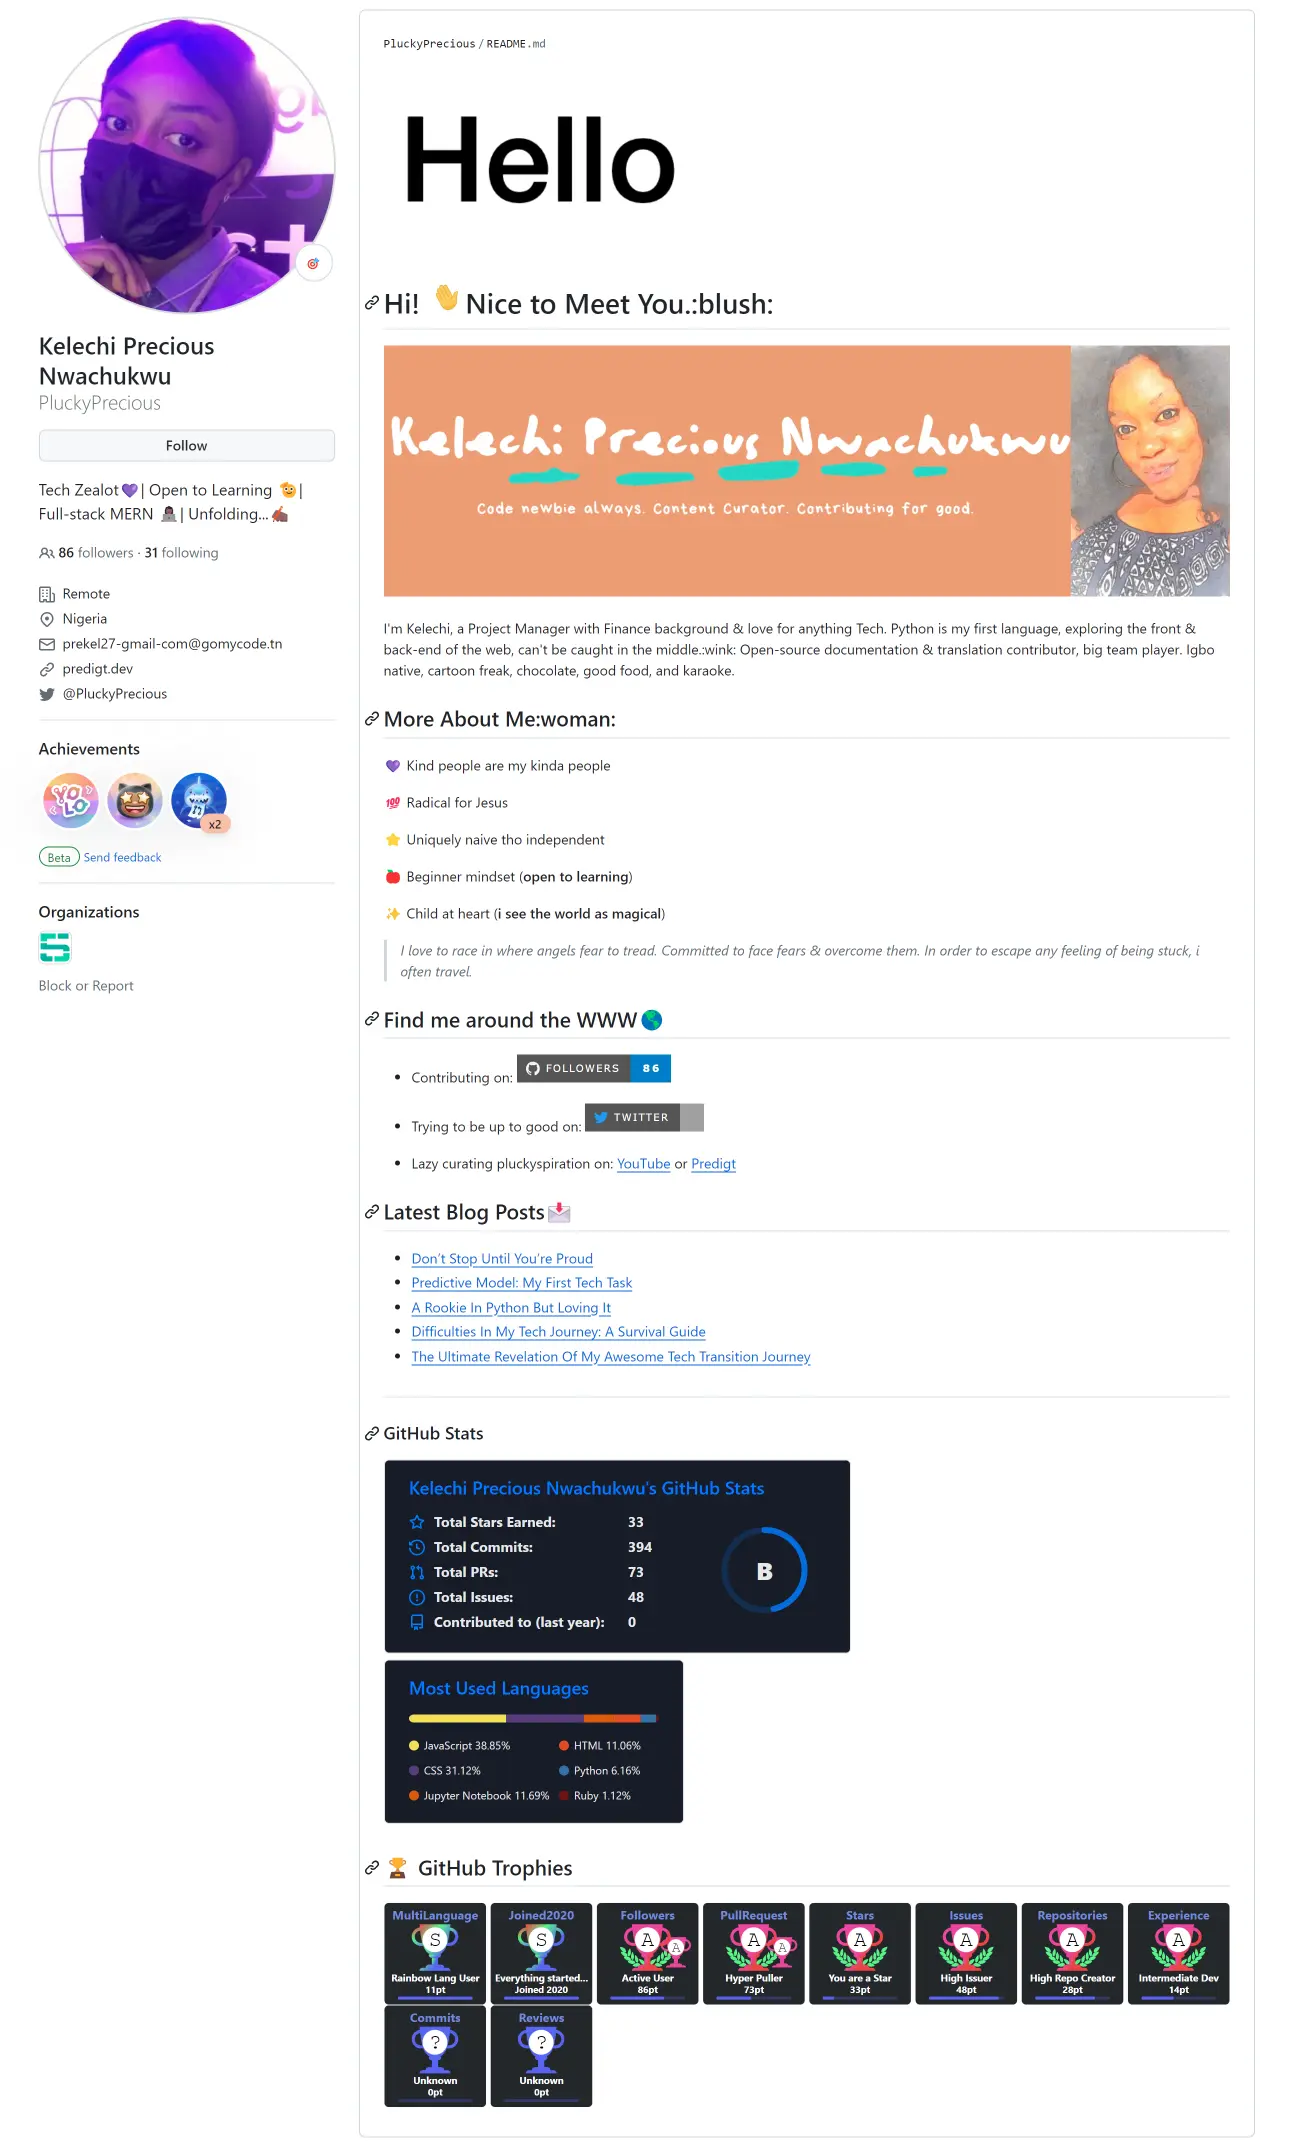 Kelechi Precious
Nwachukwu
PluckyPrecious
Follow
Tech Zealot💜| Open to Learning 🫡|
Full-stack MERN 👩🏿‍💻| Unfolding...
86 followers · 31 following
Remote
Nigeria
prekel27-gmail-com@gomycode.tn
predigt.dev
@PluckyPrecious
Achievements
YOLO
x2
Beta Send feedback
Organizations
Block or Report
PluckyPrecious / README.md
Hello
Hi! 👋 Nice to Meet You.:blush:
Kelechi Precious Nwachukwu
Code newbie always. Content Curator. Contributing for good.
I'm Kelechi, a Project Manager with Finance background & love for anything Tech. Python is my first language, exploring the front &
back-end of the web, can't be caught in the middle.:wink: Open-source documentation & translation contributor, big team player. Igbo
native, cartoon freak, chocolate, good food, and karaoke.
More About Me:woman:
💜 Kind people are my kinda people
💯 Radical for Jesus
⭐ Uniquely naive tho independent
🍎 Beginner mindset (open to learning)
✨ Child at heart (i see the world as magical)
I love to race in where angels fear to tread. Committed to face fears & overcome them. In order to escape any feeling of being stuck, i
often travel.
Find me around the WWW🌎
• Contributing on: FOLLOWERS 86
• Trying to be up to good on: TWITTER
• Lazy curating pluckyspiration on: YouTube or Predigt
Latest Blog Posts📩
• Don't Stop Until You're Proud
• Predictive Model: My First Tech Task
• A Rookie In Python But Loving It
• Difficulties In My Tech Journey: A Survival Guide
• The Ultimate Revelation Of My Awesome Tech Transition Journey
GitHub Stats
Kelechi Precious Nwachukwu's GitHub Stats
Total Stars Earned: 33
Total Commits: 394
Total PRs: 73
Total Issues: 48
Contributed to (last year): 0
B
Most Used Languages
JavaScript 38.85% HTML 11.06%
CSS 31.12% Python 6.16%
Jupyter Notebook 11.69% Ruby 1.12%
🏆 GitHub Trophies
MultiLanguage Joined2020 Followers PullRequest Stars Issues Repositories Experience
S S A A A A A A A A
Rainbow Lang User Everything started... Active User Hyper Puller You are a Star High Issuer High Repo Creator Intermediate Dev
11pt Joined 2020 86pt 73pt 33pt 48pt 28pt 14pt
Commits Reviews
? ?
Unknown Unknown
0pt 0pt